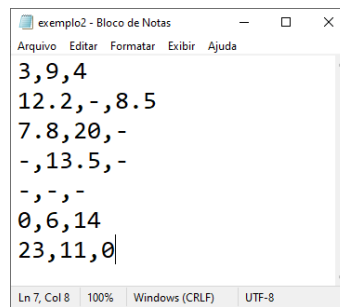 exemplo2 - Bloco de Notas
Arquivo Editar Formatar Exibir Ajuda
3,9,4
12.2,-,8.5
7.8,20,-
-,13.5,-
-,-,-
0,6,14
23,11,0
Ln 7, Col 8 100% Windows (CRLF) UTF-8